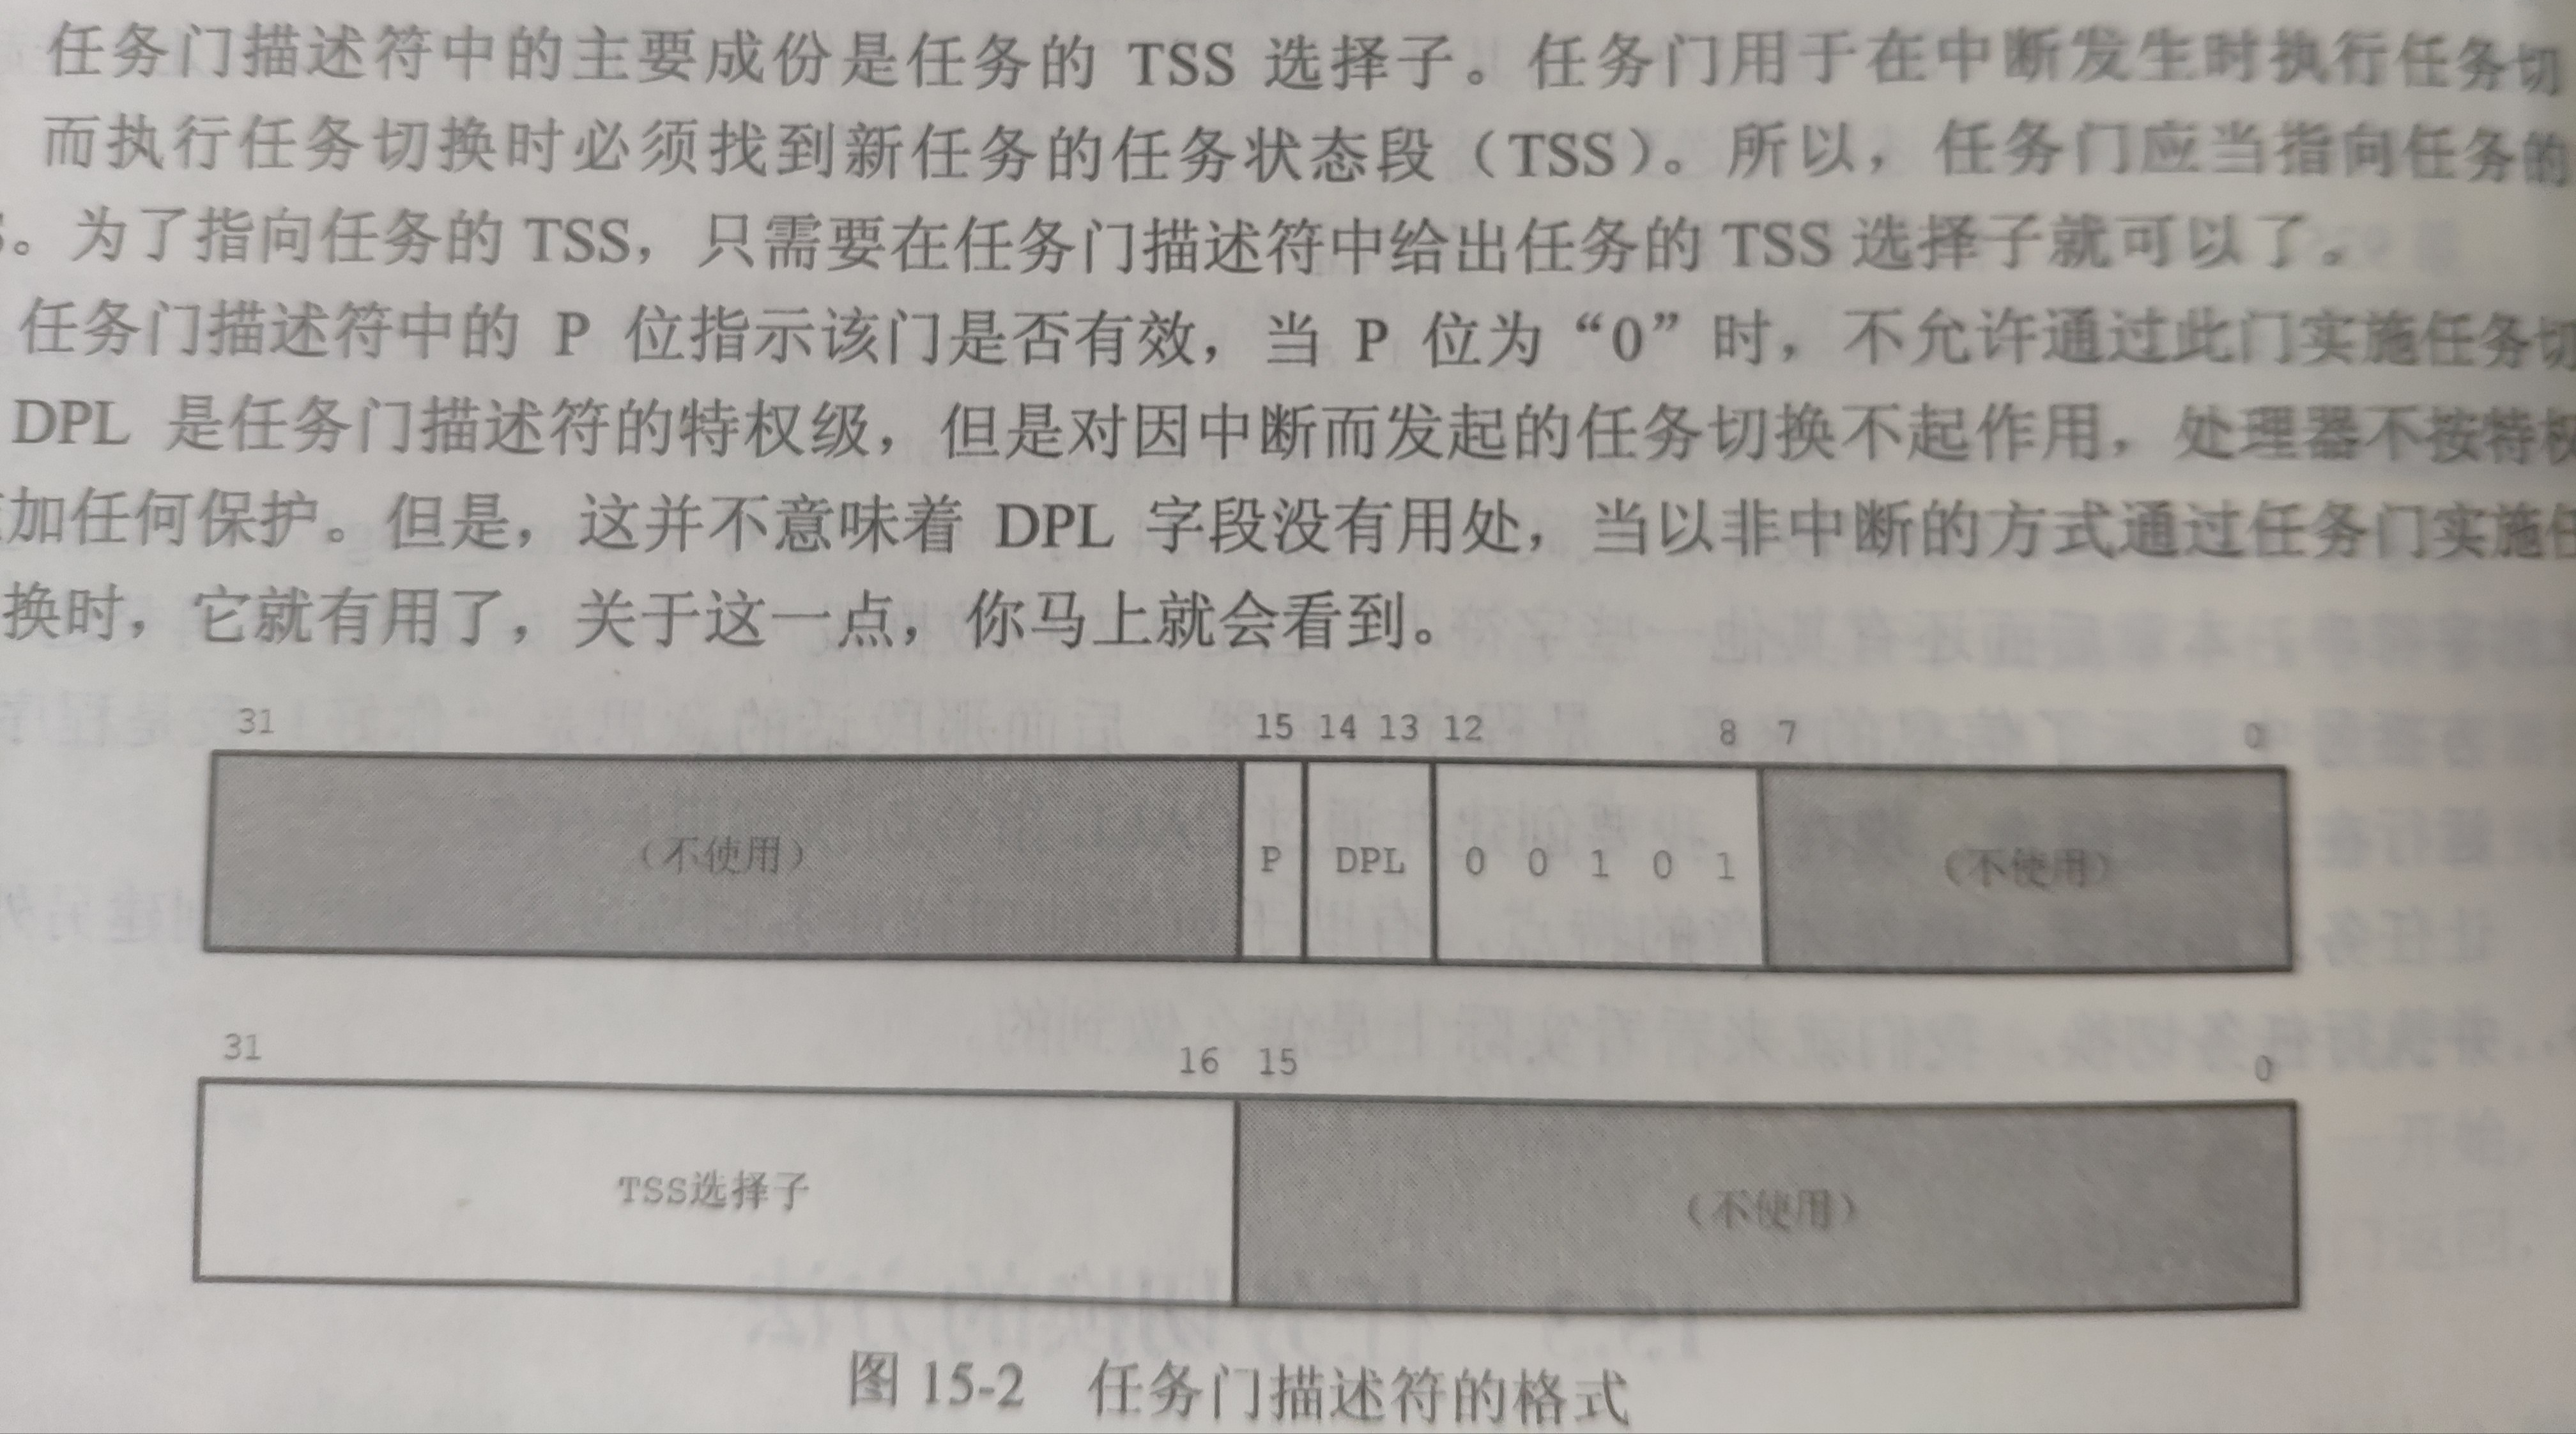 任务门描述符中的主要成份是任务的 TSS 选择子。任务门用于在中断发生时执行任务切
而执行任务切换时必须找到新任务的任务状态段（TSS）。所以，任务门应当指向任务的
。为了指向任务的 TSS，只需要在任务门描述符中给出任务的 TSS 选择子就可以了。
任务门描述符中的 P 位指示该门是否有效，当 P 位为“0”时，不允许通过此门实施任务切
DPL 是任务门描述符的特权级，但是对因中断而发起的任务切换不起作用，处理器不按特权
加任何保护。但是，这并不意味着 DPL 字段没有用处，当以非中断的方式通过任务门实施任
换时，它就有用了，关于这一点，你马上就会看到。
31 15 14 13 12 8 7 0
（不使用） P DPL 0 0 1 0 1 （不使用）
31 16 15 0
TSS选择子 （不使用）
图 15-2 任务门描述符的格式